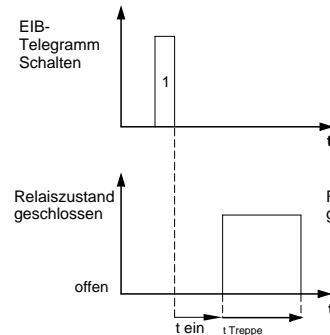 EIB-
Telegramm
Schalten
1
t
Relaiszustand
geschlossen
offen
t ein
t Treppe
t